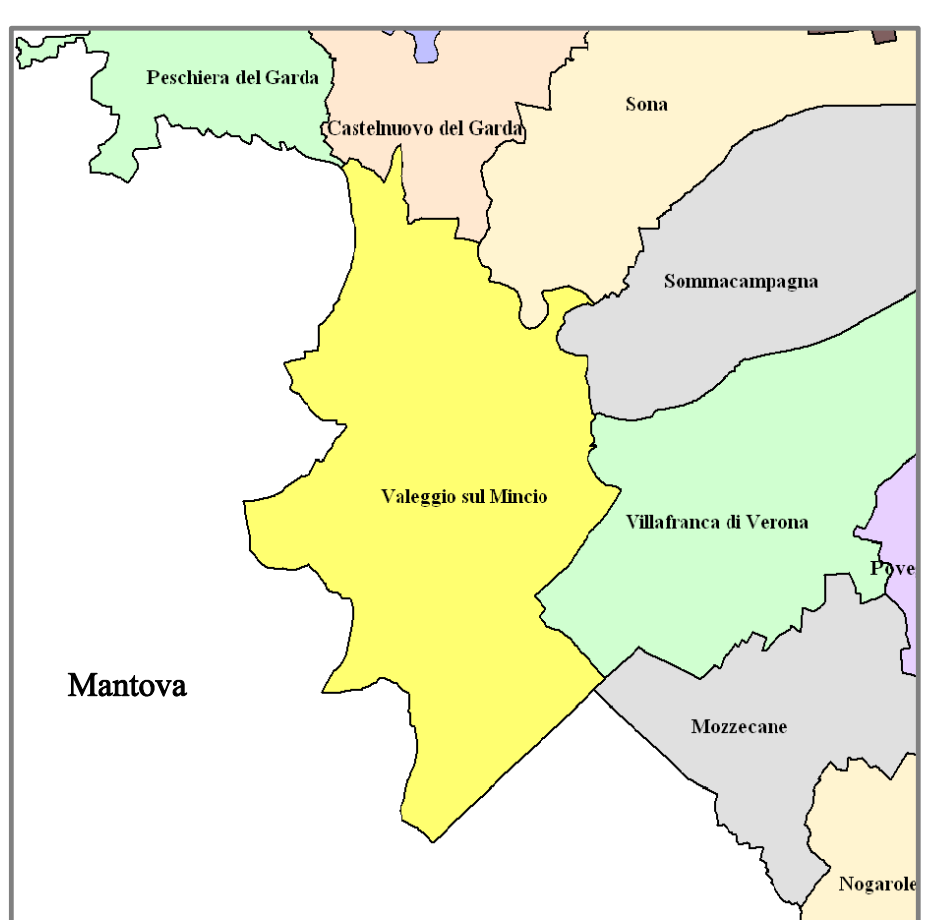 Peschiera del Garda
Sona
Castelnuovo del Garda
Sommacampagna
Valeggio sul Mincio
Villafranca di Verona
Pove
Mantova
Mozzecane
Nogarole